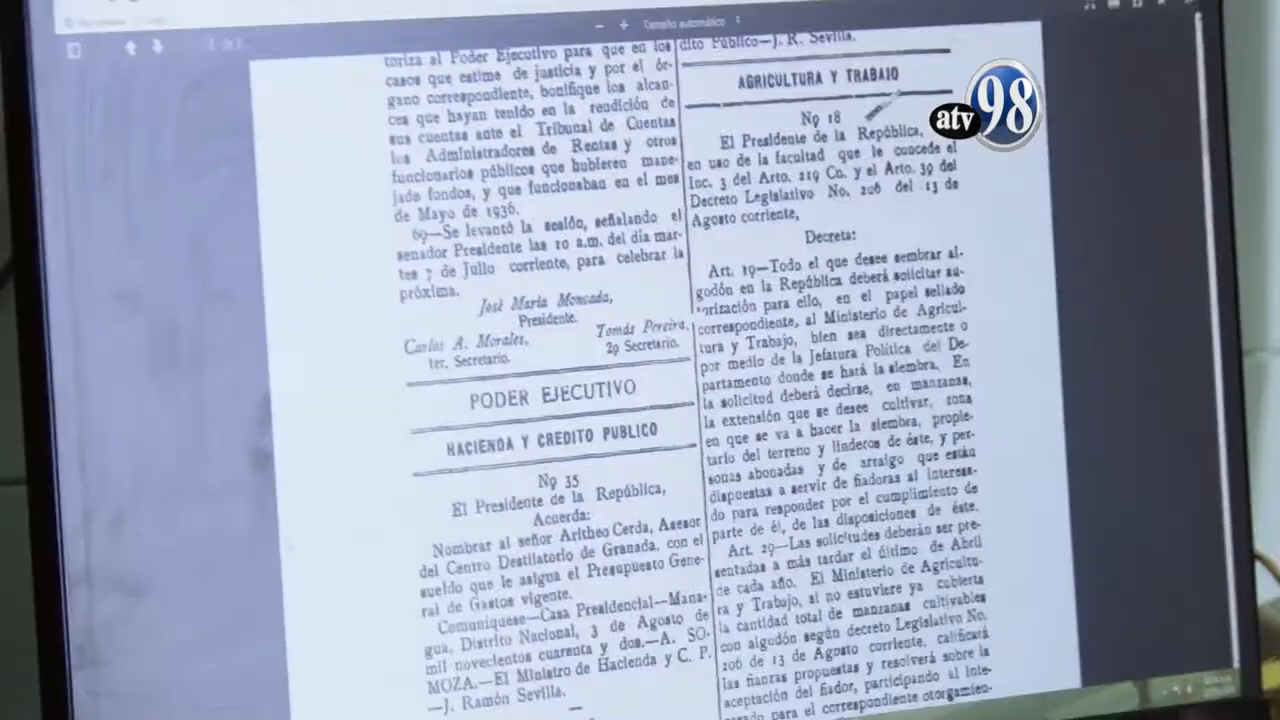 Tamaño automático
toriza al Poder Ejecutivo para que en los
casos que estime de justicia y por el ór-
gano correspondiente, bonifique los alcan-
ces que hayan tenido en la rendición de
sus cuentas ante el Tribunal de Cuentas
los Administradores de Rentas y otros
funcionarios públicos que hubieren mane-
jado fondos, y que funcionaban en el mes
de Mayo de 1936.
69—Se levantó la sesión, señalando el
senador Presidente las 10 a.m. del día mar-
tes 7 de Julio corriente, para celebrar la
próxima.
José María Moncada,
Presidente.
Carlos A. Morales,
1er. Secretario.
Tomás Pereira,
2º Secretario.
PODER EJECUTIVO
HACIENDA Y CREDITO PUBLICO
Nº 35
El Presidente de la República,
Acuerda:
Nombrar al señor Aritheo Cerda, Asesor
del Centro Destilatorio de Granada, con el
sueldo que le asigna el Presupuesto Gene-
ral de Gastos vigente.
Comuníquese—Casa Presidencial—Mana-
gua, Distrito Nacional, 3 de Agosto de
mil novecientos cuarenta y dos.—A. SO-
MOZA.—El Ministro de Hacienda y C. P.
—J. Ramón Sevilla.
dito Público—J. R. Sevilla.
AGRICULTURA Y TRABAJO
Nº 18
El Presidente de la República,
en uso de la facultad que le concede el
Inc. 3 del Arto. 219 Cn. y el Arto. 39 del
Decreto Legislativo No. 206 del 13 de
Agosto corriente,
Decreta:
Art. 1º—Todo el que desee sembrar al-
godón en la República deberá solicitar au-
torización para ello, en el papel sellado
correspondiente, al Ministerio de Agricul-
tura y Trabajo, bien sea directamente o
por medio de la Jefatura Política del De-
partamento donde se hará la siembra. En
la solicitud deberá decirse, en manzanas,
la extensión que se desee cultivar, zona
en que se va a hacer la siembra, propie-
tario del terreno y linderos de éste, y per-
sonas abonadas y de arraigo que están
dispuestas a servir de fiadoras al interesa-
do para responder por el cumplimiento de
parte de él, de las disposiciones de éste.
Art. 2º—Las solicitudes deberán ser pre-
sentadas a más tardar el último de Abril
de cada año. El Ministerio de Agricultu-
ra y Trabajo, si no estuviere ya cubierta
la cantidad total de manzanas cultivables
con algodón según decreto Legislativo No.
206 de 13 de Agosto corriente, calificará
las fianzas propuestas y resolverá sobre la
aceptación del fiador, participando al inte-
resado para el correspondiente otorgamien-
atv 98